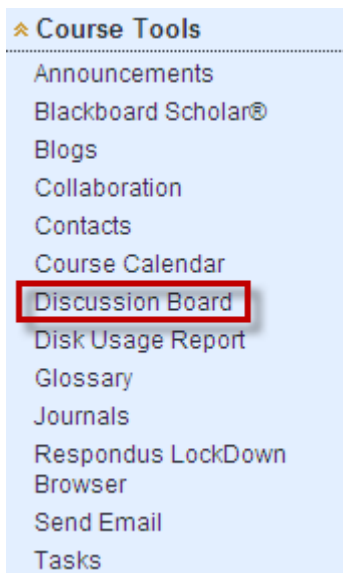 Course Tools
Announcements
Blackboard Scholar®
Blogs
Collaboration
Contacts
Course Calendar
Discussion Board
Disk Usage Report
Glossary
Journals
Respondus LockDown
Browser
Send Email
Tasks